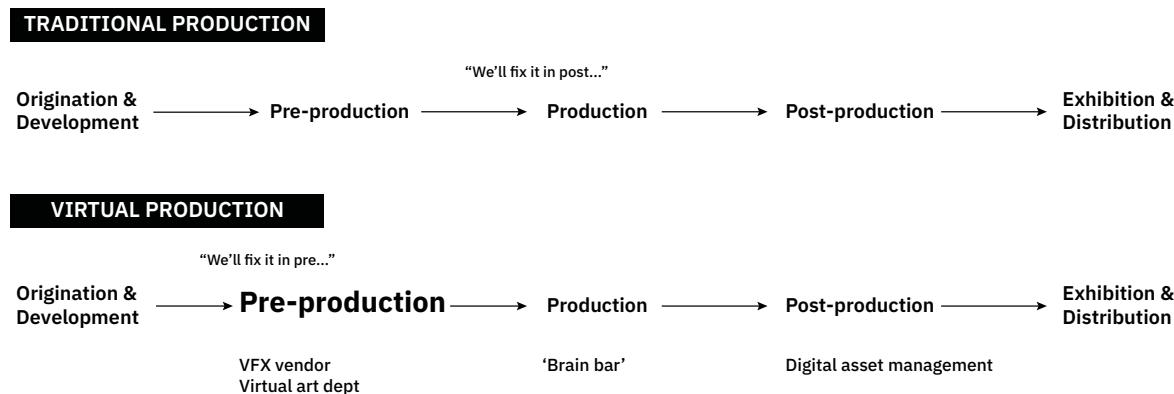 TRADITIONAL PRODUCTION
“We’ll fix it in post...”
Origination &
Development
Pre-production
Production
Post-production
Exhibition &
Distribution
VIRTUAL PRODUCTION
“We’ll fix it in pre...”
Origination &
Development
Pre-production
Production
Post-production
Exhibition &
Distribution
VFX vendor
Virtual art dept
‘Brain bar’
Digital asset management